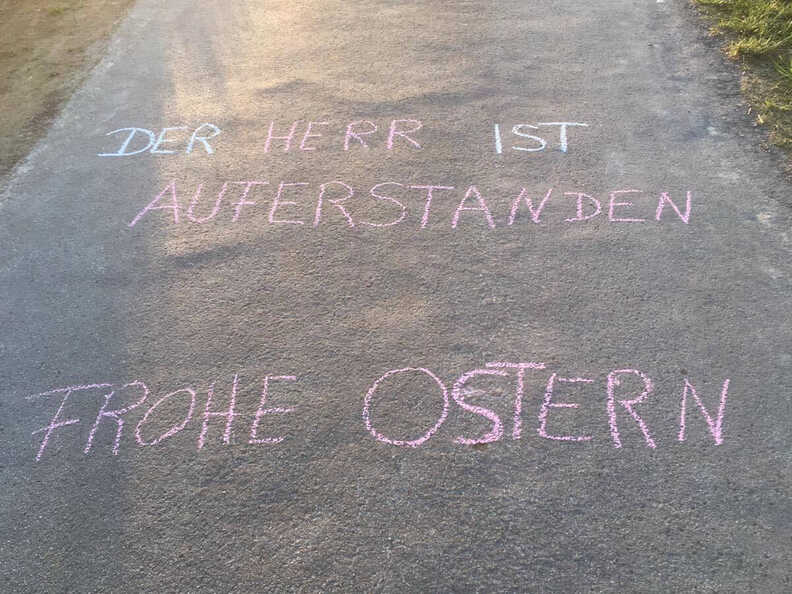 DER HERR IST
AUFERSTANDEN
FROHE OSTERN